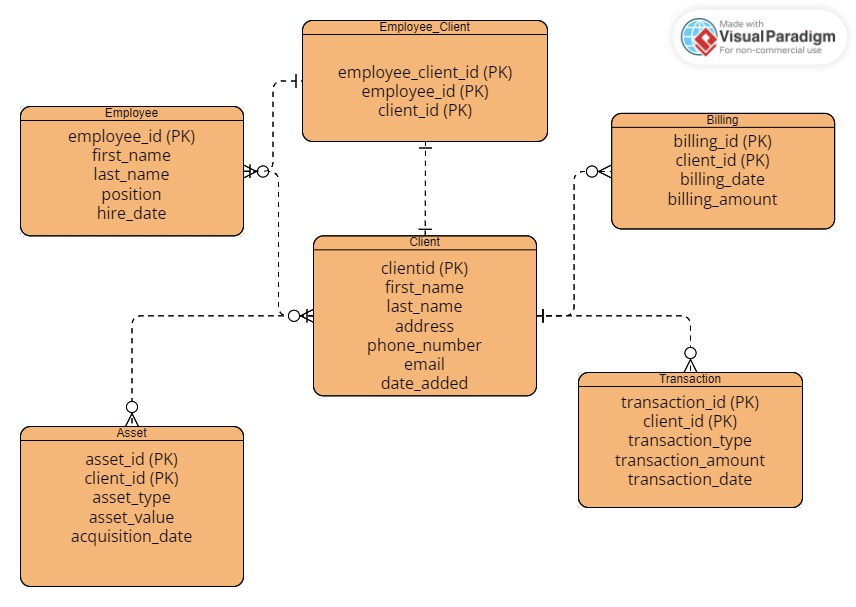 Employee_Client
employee_client_id (PK)
employee_id (PK)
client_id (PK)
Made with
Visual Paradigm
For non-commercial use
Employee
employee_id (PK)
first_name
last_name
position
hire_date
Billing
billing_id (PK)
client_id (PK)
billing_date
billing_amount
Client
clientid (PK)
first_name
last_name
address
phone_number
email
date_added
Transaction
transaction_id (PK)
client_id (PK)
transaction_type
transaction_amount
transaction_date
Asset
asset_id (PK)
client_id (PK)
asset_type
asset_value
acquisition_date